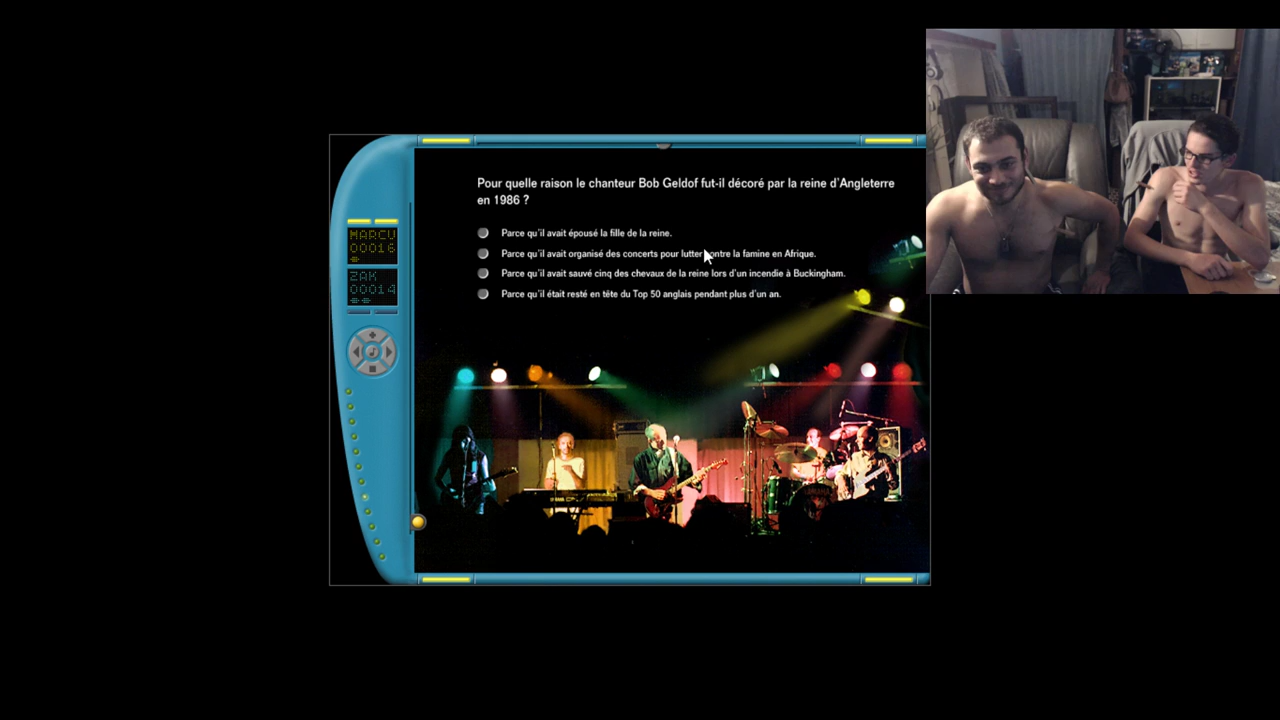 Pour quelle raison le chanteur Bob Geldof fut-il décoré par la reine d'Angleterre
en 1986 ?
Parce qu'il avait épousé la fille de la reine.
Parce qu'il avait organisé des concerts pour lutter contre la famine en Afrique.
Parce qu'il avait sauvé cinq des chevaux de la reine lors d'un incendie à Buckingham.
Parce qu'il était resté en tête du Top 50 anglais pendant plus d'un an.
MARCU
00016
ZAK
00014